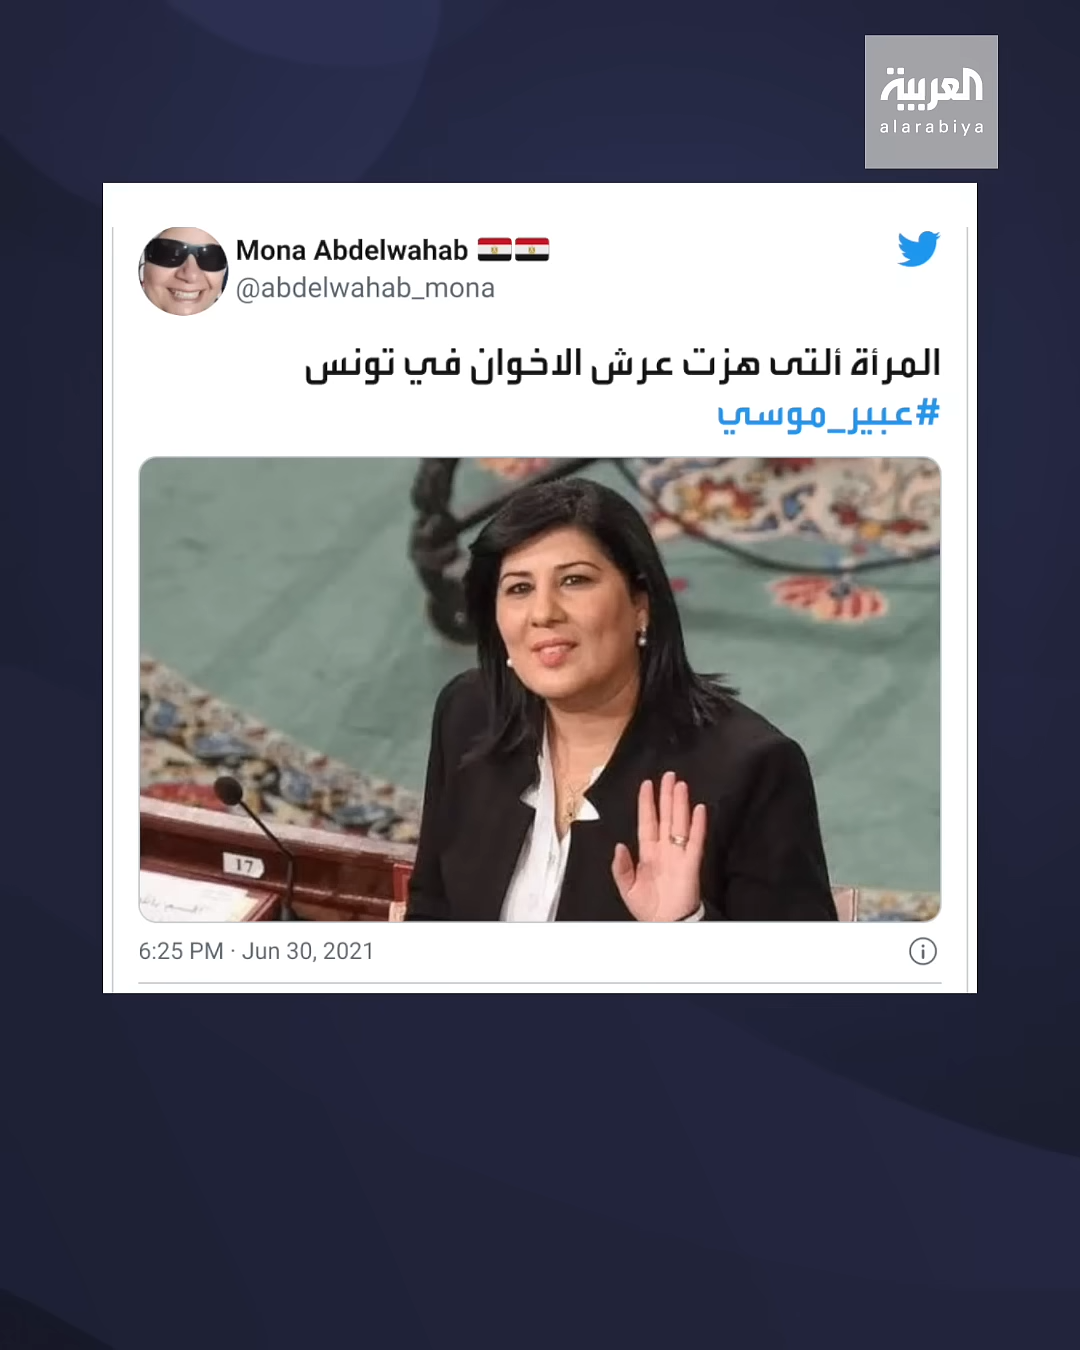 العربية
alarabiya
Mona Abdelwahab 🇪🇬🇪🇬
@abdelwahab_mona
المرأة ألتى هزت عرش الاخوان في تونس
#عبير_موسي
17
6:25 PM · Jun 30, 2021